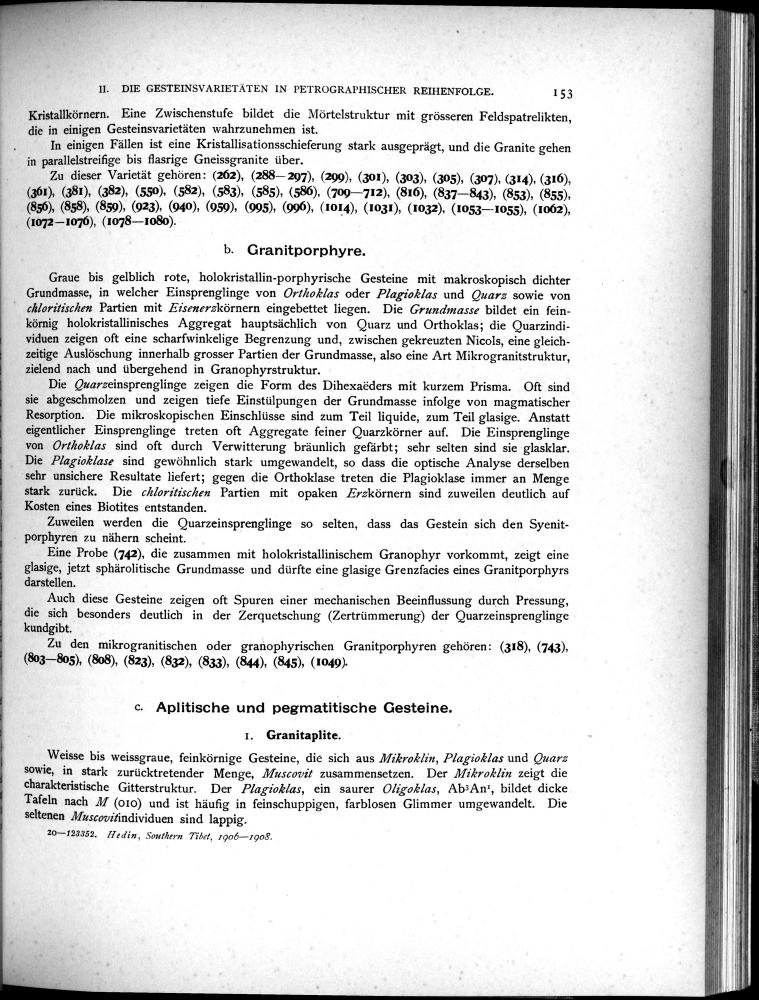 II. DIE GESTEINSVARIETÄTEN IN PETROGRAPHISCHER REIHENFOLGE. 153
Kristallkörnern. Eine Zwischenstufe bildet die Mörtelstruktur mit grösseren Feldspatrelikten,
die in einigen Gesteinsvarietäten wahrzunehmen ist.
In einigen Fällen ist eine Kristallisationsschieferung stark ausgeprägt, und die Granite gehen
in parallelstreifige bis flasrige Gneissgranite über.
Zu dieser Varietät gehören: (262), (288—297), (299), (301), (303), (305), (307), (314), (316),
(361), (381), (382), (550), (582), (583), (585), (586), (709—712), (816), (837—843), (853), (855),
(856), (858), (859), (923), (940), (959), (995), (996), (1014), (1031), (1032), (1053—1055), (1062),
(1072—1076), (1078—1080).
b. Granitporphyre.
Graue bis gelblich rote, holokristallin-porphyrische Gesteine mit makroskopisch dichter
Grundmasse, in welcher Einsprenglinge von Orthoklas oder Plagioklas und Quarz sowie von
chloritischen Partien mit Eisenerzkörnern eingebettet liegen. Die Grundmasse bildet ein fein-
körnig holokristallinisches Aggregat hauptsächlich von Quarz und Orthoklas; die Quarzindi-
viduen zeigen oft eine scharfwinkelige Begrenzung und, zwischen gekreuzten Nicols, eine gleich-
zeitige Auslöschung innerhalb grosser Partien der Grundmasse, also eine Art Mikrogranitstruktur,
zielend nach und übergehend in Granophyrstruktur.
Die Quarzeinsprenglinge zeigen die Form des Dihexaëders mit kurzem Prisma. Oft sind
sie abgeschmolzen und zeigen tiefe Einstülpungen der Grundmasse infolge von magmatischer
Resorption. Die mikroskopischen Einschlüsse sind zum Teil liquide, zum Teil glasige. Anstatt
eigentlicher Einsprenglinge treten oft Aggregate feiner Quarzkörner auf. Die Einsprenglinge
von Orthoklas sind oft durch Verwitterung bräunlich gefärbt; sehr selten sind sie glasklar.
Die Plagioklase sind gewöhnlich stark umgewandelt, so dass die optische Analyse derselben
sehr unsichere Resultate liefert; gegen die Orthoklase treten die Plagioklase immer an Menge
stark zurück. Die chloritischen Partien mit opaken Erzkörnern sind zuweilen deutlich auf
Kosten eines Biotites entstanden.
Zuweilen werden die Quarzeinsprenglinge so selten, dass das Gestein sich den Syenit-
porphyren zu nähern scheint.
Eine Probe (742), die zusammen mit holokristallinischem Granophyr vorkommt, zeigt eine
glasige, jetzt sphärolitische Grundmasse und dürfte eine glasige Grenzfacies eines Granitporphyrs
darstellen.
Auch diese Gesteine zeigen oft Spuren einer mechanischen Beeinflussung durch Pressung,
die sich besonders deutlich in der Zerquetschung (Zertrümmerung) der Quarzeinsprenglinge
kundgibt.
Zu den mikrogranitischen oder granophyrischen Granitporphyren gehören: (318), (743),
(803—805), (808), (823), (832), (833), (844), (845), (1049).
c. Aplitische und pegmatitische Gesteine.
1. Granitaplite.
Weisse bis weissgraue, feinkörnige Gesteine, die sich aus Mikroklin, Plagioklas und Quarz
sowie, in stark zurücktretender Menge, Muscovit zusammensetzen. Der Mikroklin zeigt die
charakteristische Gitterstruktur. Der Plagioklas, ein saurer Oligoklas, Ab³An¹, bildet dicke
Tafeln nach M (010) und ist häufig in feinschuppigen, farblosen Glimmer umgewandelt. Die
seltenen Muscovitindividuen sind lappig.
20—123352. Hedin, Southern Tibet, 1906—1908.